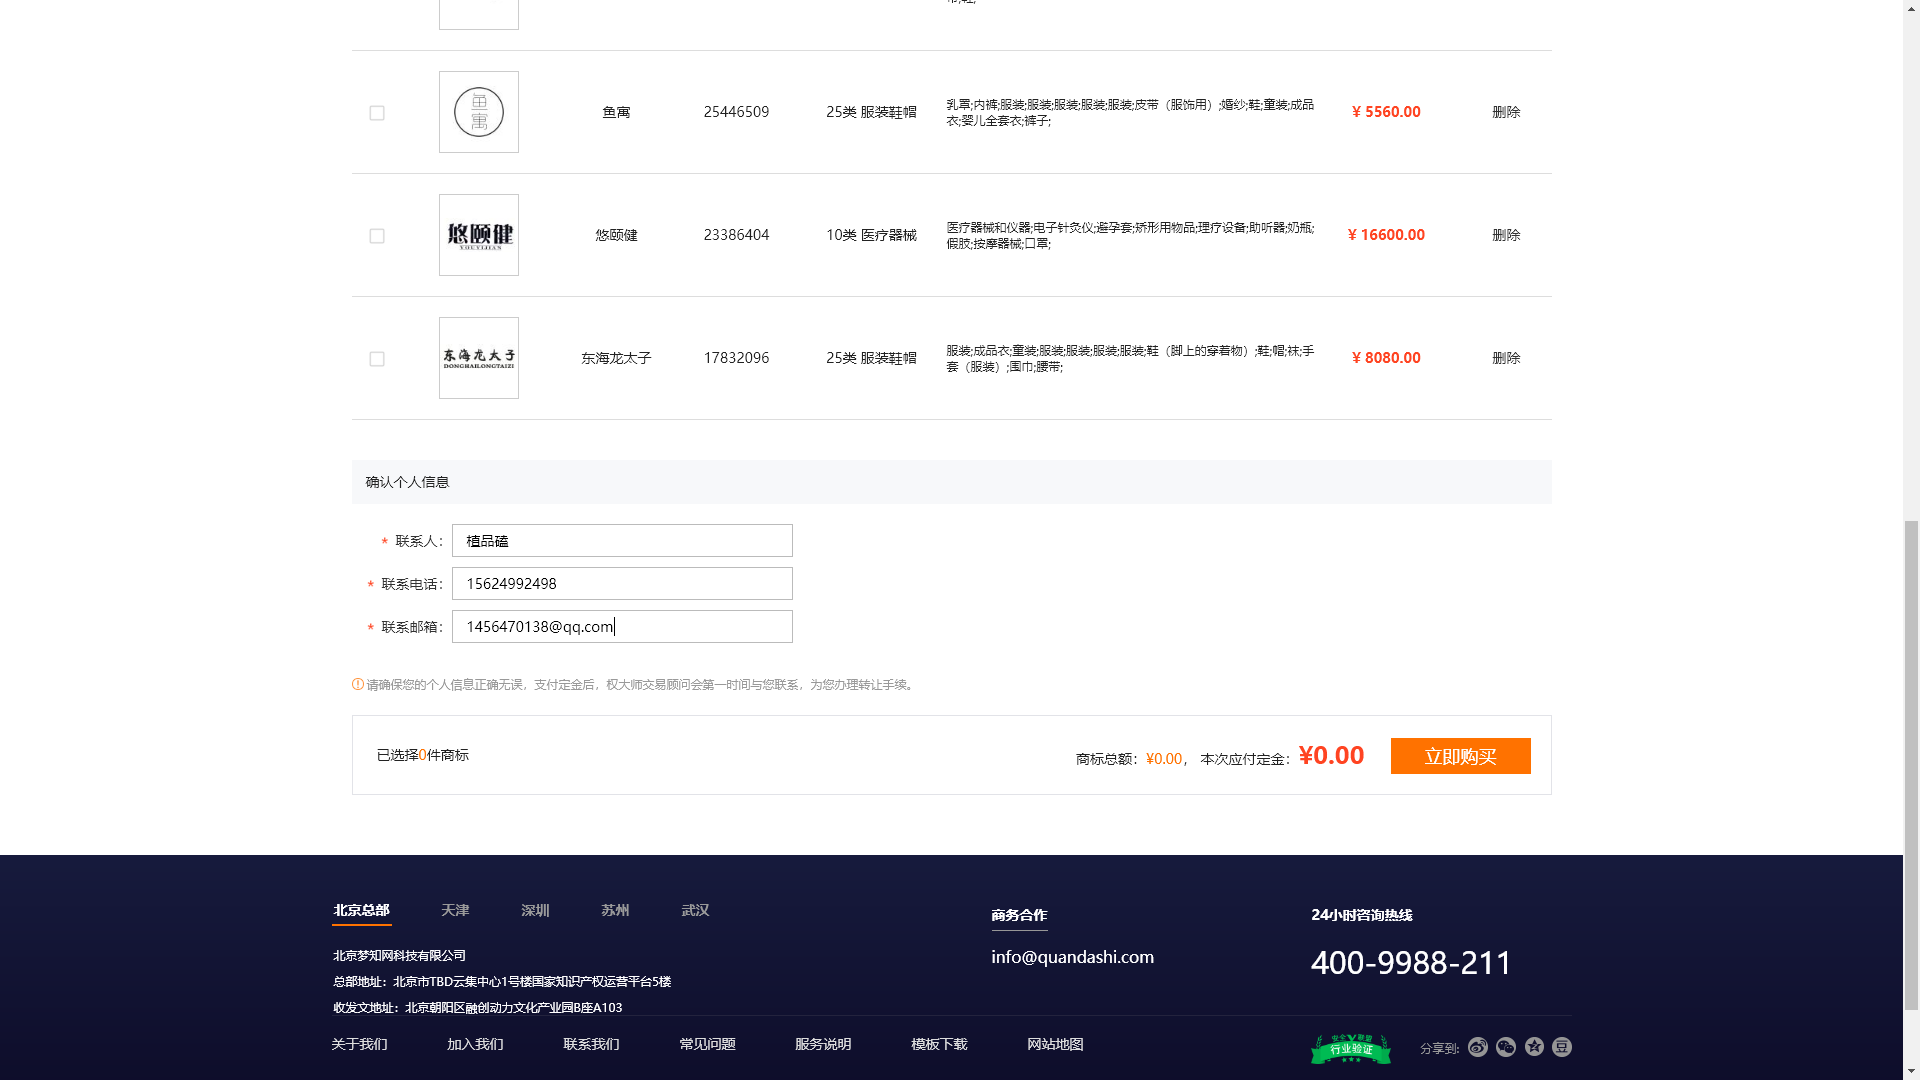 鱼寓
鱼寓 25446509 25类 服装鞋帽 乳罩;内裤;服装;服装;服装;服装;服装;皮带（服饰用）;婚纱;鞋;童装;成品
衣;婴儿全套衣;裤子; ¥ 5560.00 删除
悠颐健
YOUYIJIAN
悠颐健 23386404 10类 医疗器械 医疗器械和仪器;电子针灸仪;避孕套;矫形用物品;理疗设备;助听器;奶瓶;
假肢;按摩器械;口罩; ¥ 16600.00 删除
东海龙太子
DONGHAILONGTAIZI
东海龙太子 17832096 25类 服装鞋帽 服装;成品衣;童装;服装;服装;服装;服装;鞋（脚上的穿着物）;鞋;帽;袜;手
套（服装）;围巾;腰带; ¥ 8080.00 删除
确认个人信息
* 联系人： 植品磕
* 联系电话： 15624992498
* 联系邮箱： 1456470138@qq.com
请确保您的个人信息正确无误，支付定金后，权大师交易顾问会第一时间与您联系，为您办理转让手续。
已选择0件商标 商标总额：¥0.00， 本次应付定金：¥0.00 立即购买
北京总部 天津 深圳 苏州 武汉
北京梦知网科技有限公司
总部地址：北京市TBD云集中心1号楼国家知识产权运营平台5楼
收发文地址：北京朝阳区融创动力文化产业园B座A103
商务合作
info@quandashi.com
24小时咨询热线
400-9988-211
关于我们 加入我们 联系我们 常见问题 服务说明 模板下载 网站地图
安全 联盟
行业验证
分享到: